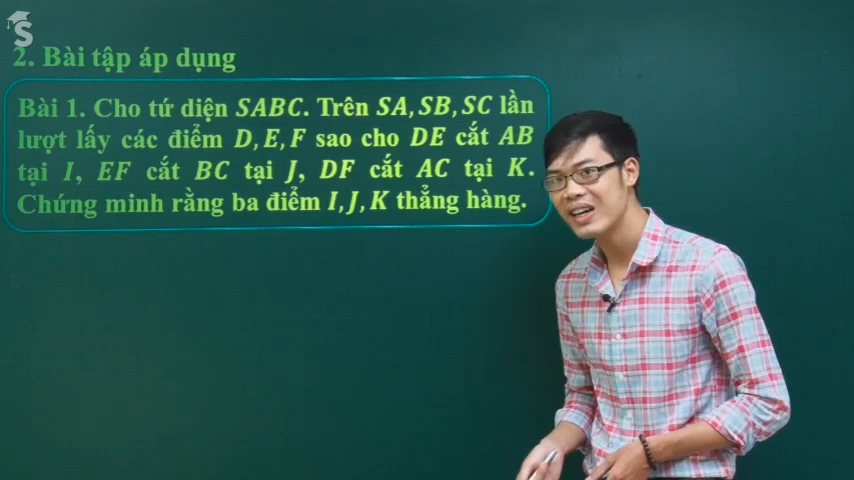 S
2. Bài tập áp dụng
Bài 1. Cho tứ diện SABC. Trên SA, SB, SC lần
lượt lấy các điểm D, E, F sao cho DE cắt AB
tại I, EF cắt BC tại J, DF cắt AC tại K.
Chứng minh rằng ba điểm I, J, K thẳng hàng.